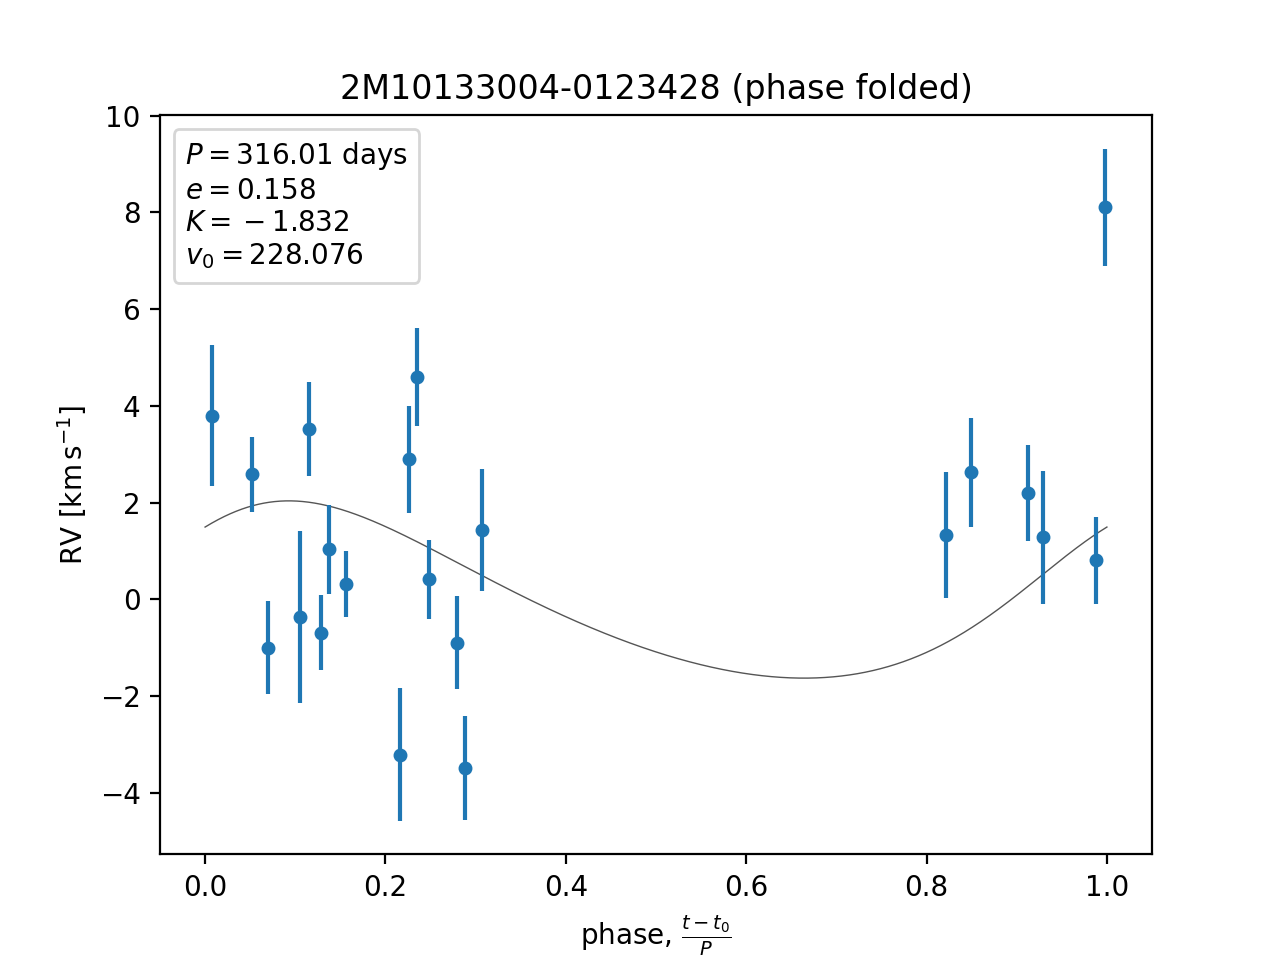 2M10133004-0123428 (phase folded)
P = 316.01 days
e = 0.158
K = −1.832
v₀ = 228.076
10
8
6
4
2
0
−2
−4
RV [km s⁻¹]
0.0 0.2 0.4 0.6 0.8 1.0
phase, (t − t₀)/P